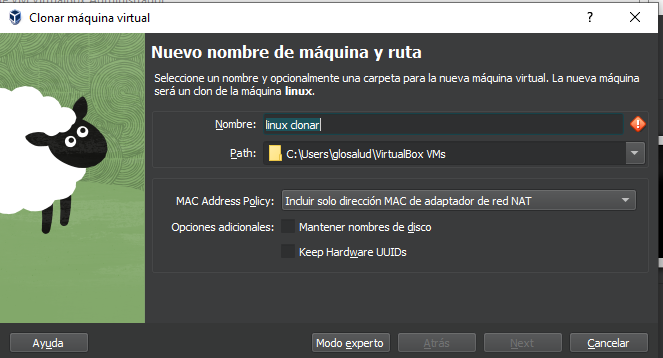 Clonar máquina virtual
Nuevo nombre de máquina y ruta
Seleccione un nombre y opcionalmente una carpeta para la nueva máquina virtual. La nueva máquina
será un clon de la máquina linux.
Nombre: linux clonar
Path: C:\Users\glosalud\VirtualBox VMs
MAC Address Policy: Incluir solo dirección MAC de adaptador de red NAT
Opciones adicionales: Mantener nombres de disco
Keep Hardware UUIDs
Ayuda Modo experto Atrás Next Cancelar